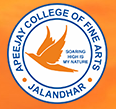 APEEJAY COLLEGE OF FINE ARTS
SOARING
HIGH IS
MY NATURE
JALANDHAR